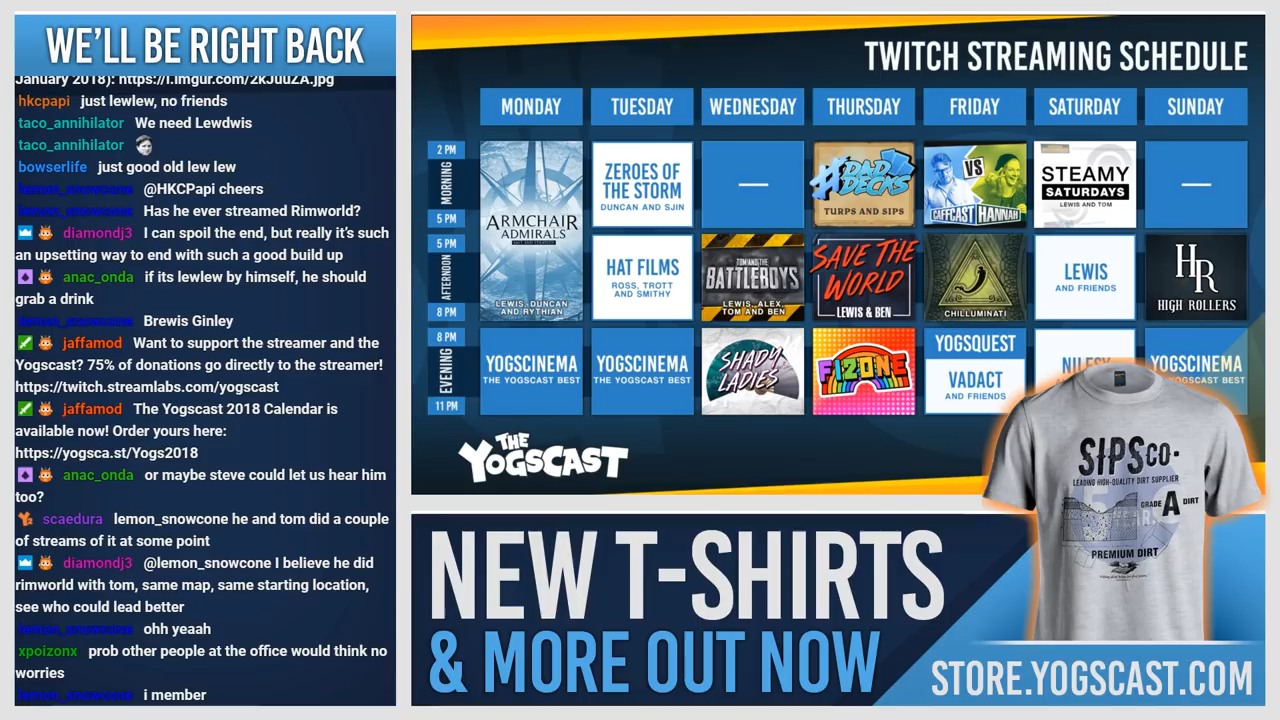 WE'LL BE RIGHT BACK
January 2018): https://i.imgur.com/2kJuuZA.jpg
hkcpapi just lewlew, no friends
taco_annihilator We need Lewdwis
taco_annihilator
bowserlife just good old lew lew
lemon_snowcone @HKCPapi cheers
lemon_snowcone Has he ever streamed Rimworld?
diamondj3 I can spoil the end, but really it's such
an upsetting way to end with such a good build up
anac_onda if its lewlew by himself, he should
grab a drink
lemon_snowcone Brewis Ginley
jaffamod Want to support the streamer and the
Yogscast? 75% of donations go directly to the streamer!
https://twitch.streamlabs.com/yogscast
jaffamod The Yogscast 2018 Calendar is
available now! Order yours here:
https://yogsca.st/Yogs2018
anac_onda or maybe steve could let us hear him
too?
scaedura lemon_snowcone he and tom did a couple
of streams of it at some point
diamondj3 @lemon_snowcone I believe he did
rimworld with tom, same map, same starting location,
see who could lead better
lemon_snowcone ohh yeaah
xpoizonx prob other people at the office would think no
worries
lemon_snowcone i member
TWITCH STREAMING SCHEDULE
MONDAY TUESDAY WEDNESDAY THURSDAY FRIDAY SATURDAY SUNDAY
2 PM
MORNING
5 PM
ARMCHAIR
ADMIRALS
LEWIS, DUNCAN
AND RYTHIAN
ZEROES OF
THE STORM
DUNCAN AND SJIN
—
#DAD
DECKS
TURPS AND SIPS
VS
CAFFCAST HANNAH
STEAMY
SATURDAYS
LEWIS AND TOM
—
5 PM
AFTERNOON
8 PM
HAT FILMS
ROSS, TROTT
AND SMITHY
TOM AND THE
BATTLEBOYS
LEWIS, ALEX,
TOM AND BEN
SAVE THE
WORLD
LEWIS & BEN
CHILLUMINATI
LEWIS
AND FRIENDS
HR
HIGH ROLLERS
8 PM
EVENING
11 PM
YOGSCINEMA
THE YOGSCAST BEST
YOGSCINEMA
THE YOGSCAST BEST
SHADY
LADIES
FIZONE
YOGSQUEST
VADACT
AND FRIENDS
NILESY
YOGSCINEMA
THE YOGSCAST BEST
THE
YOGSCAST
SIPSCO.
LEADING HIGH-QUALITY DIRT SUPPLIER
GRADE A DIRT
PREMIUM DIRT
NEW T-SHIRTS
& MORE OUT NOW
STORE.YOGSCAST.COM